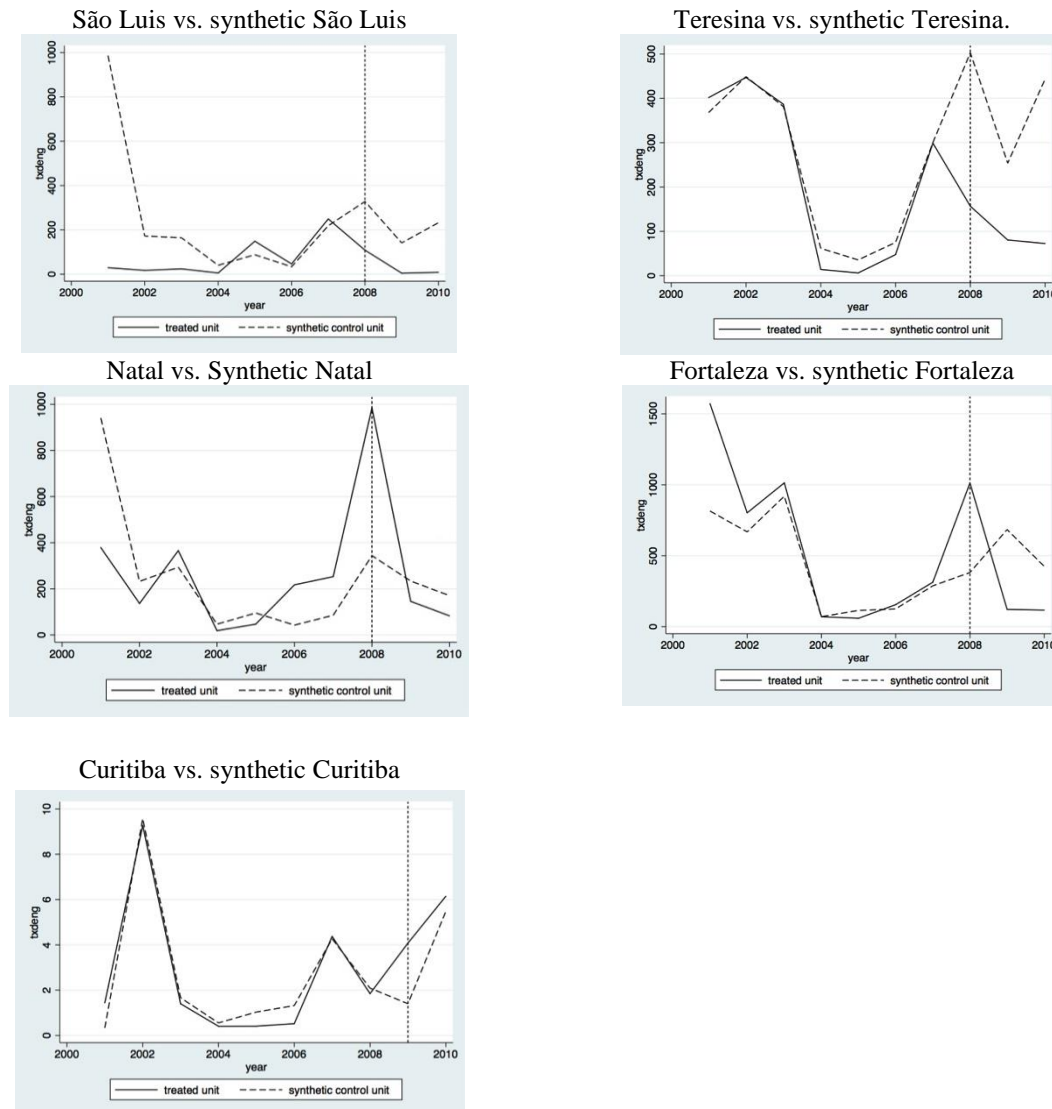 São Luis vs. synthetic São Luis
1000
800
600
400
200
0
txdeng
2000 2002 2004 2006 2008 2010
year
treated unit synthetic control unit
Teresina vs. synthetic Teresina.
500
400
300
200
100
0
txdeng
2000 2002 2004 2006 2008 2010
year
treated unit synthetic control unit
Natal vs. Synthetic Natal
1000
800
600
400
200
0
txdeng
2000 2002 2004 2006 2008 2010
year
treated unit synthetic control unit
Fortaleza vs. synthetic Fortaleza
1500
1000
500
0
txdeng
2000 2002 2004 2006 2008 2010
year
treated unit synthetic control unit
Curitiba vs. synthetic Curitiba
10
8
6
4
2
0
txdeng
2000 2002 2004 2006 2008 2010
year
treated unit synthetic control unit